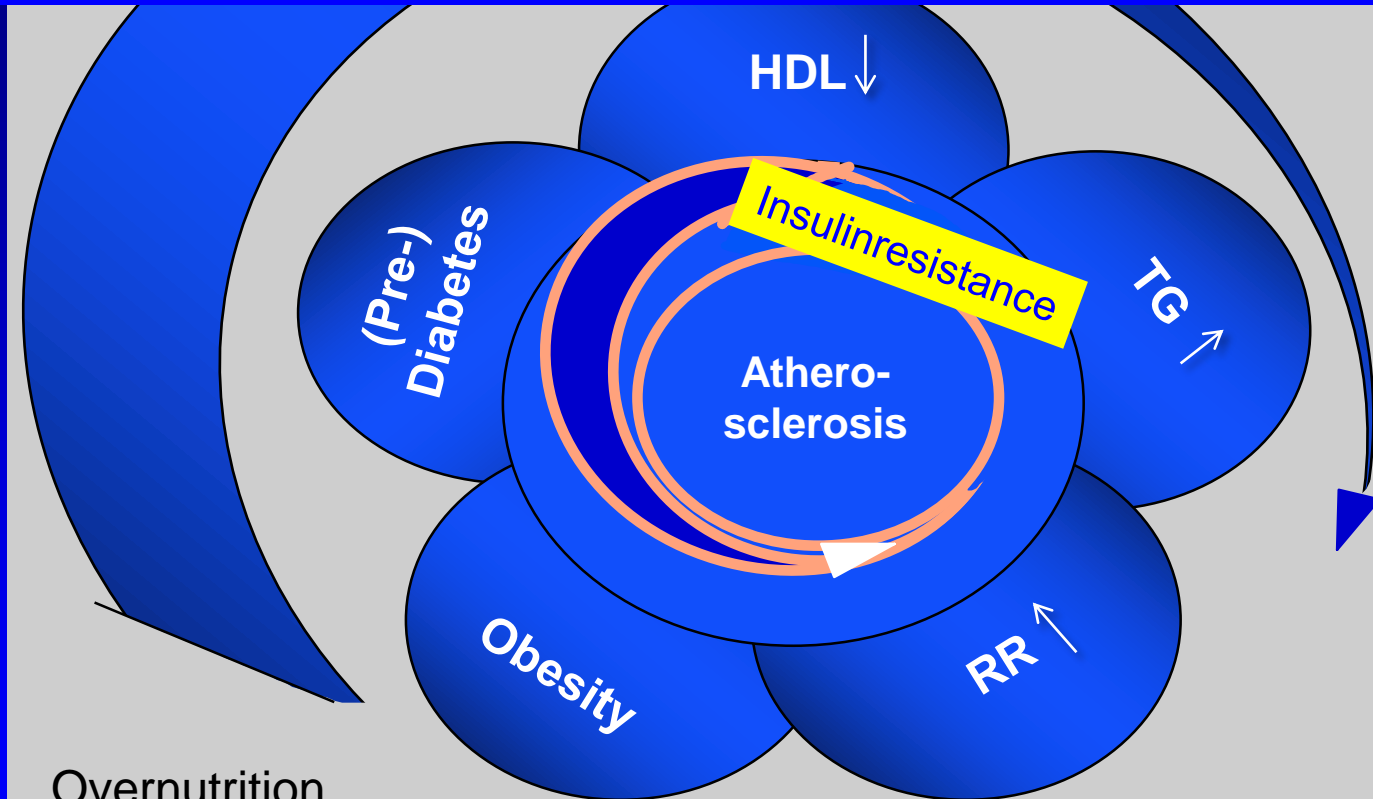 HDL ↓
Insulinresistance
(Pre-)
Diabetes
TG ↗
Athero-
sclerosis
Obesity
RR ↖
Overnutrition